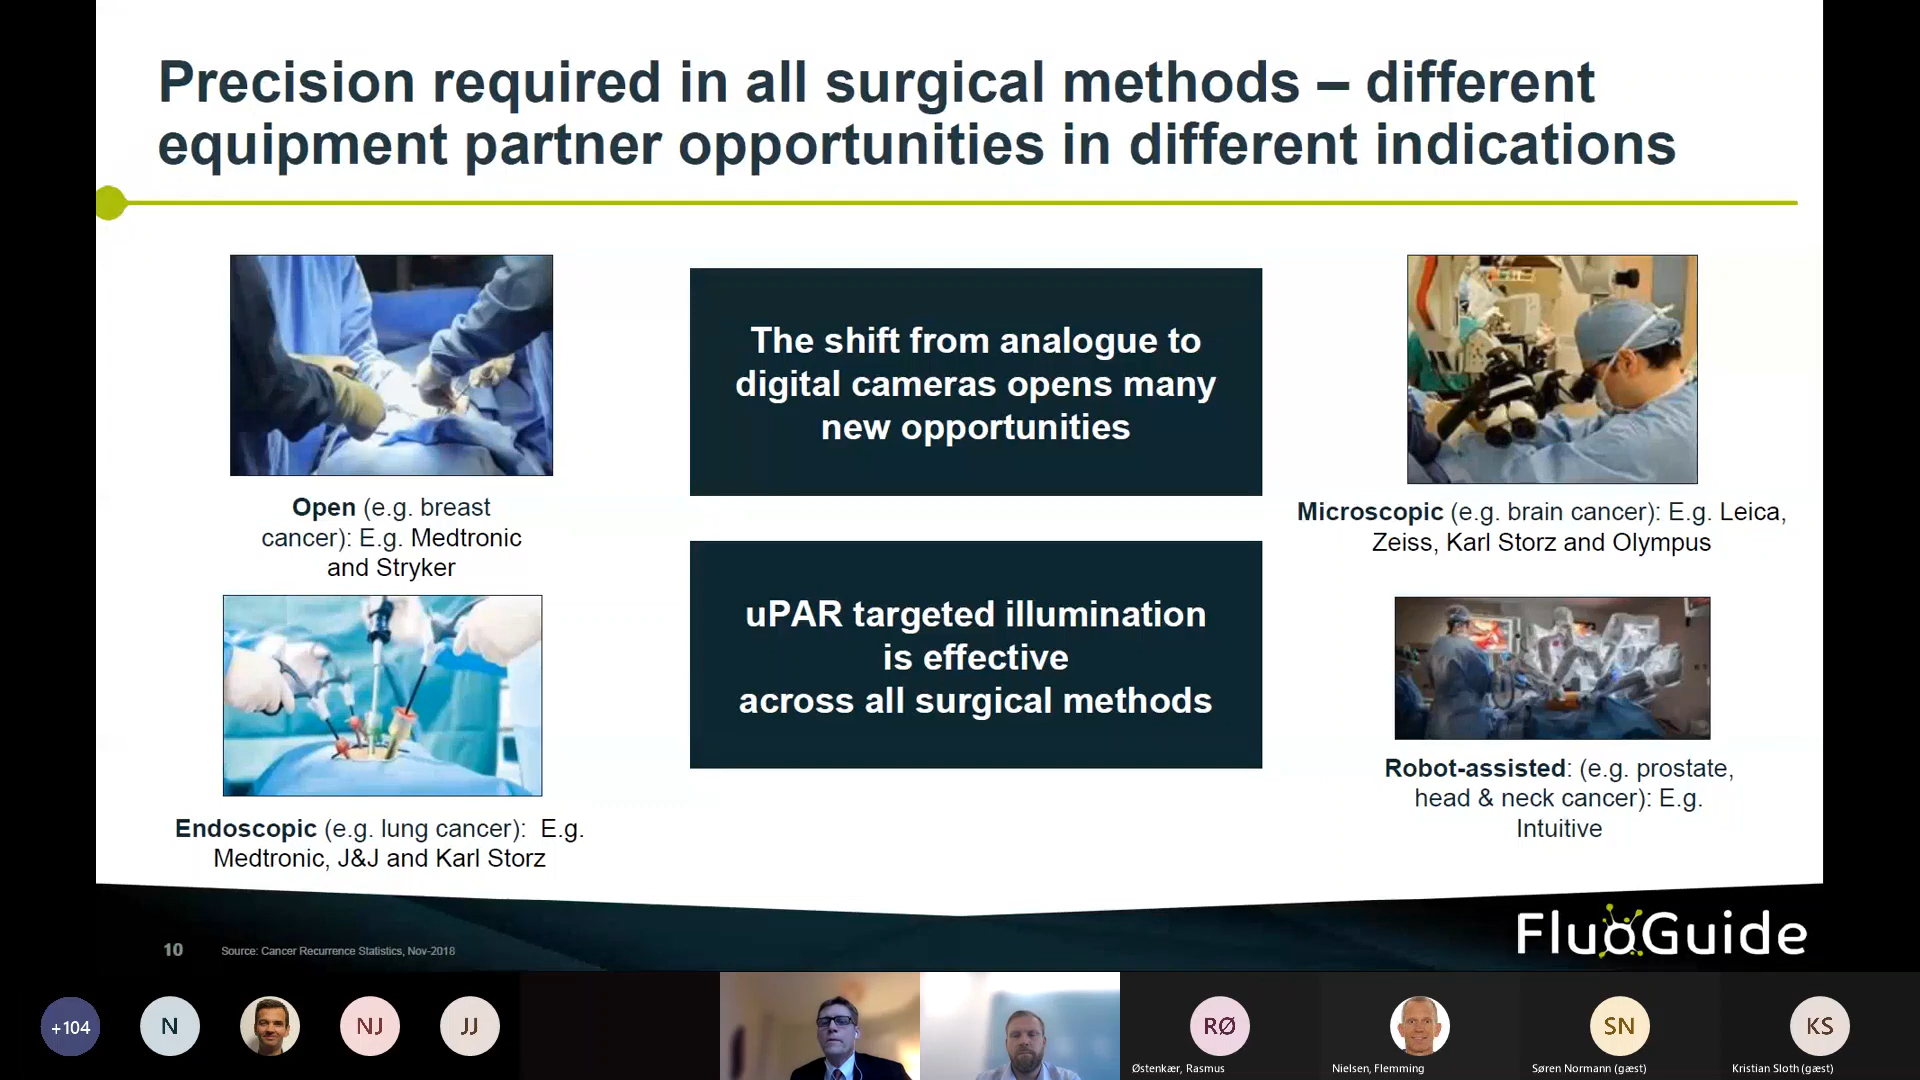 Precision required in all surgical methods – different
equipment partner opportunities in different indications
Open (e.g. breast
cancer): E.g. Medtronic
and Stryker
Endoscopic (e.g. lung cancer):  E.g.
Medtronic, J&J and Karl Storz
The shift from analogue to
digital cameras opens many
new opportunities
uPAR targeted illumination
is effective
across all surgical methods
Microscopic (e.g. brain cancer): E.g. Leica,
Zeiss, Karl Storz and Olympus
Robot-assisted: (e.g. prostate,
head & neck cancer): E.g.
Intuitive
10
Source: Cancer Recurrence Statistics, Nov-2018
FluoGuide
+104
N
NJ
JJ
RØ
SN
KS
Østenkær, Rasmus
Nielsen, Flemming
Søren Normann (gæst)
Kristian Sloth (gæst)